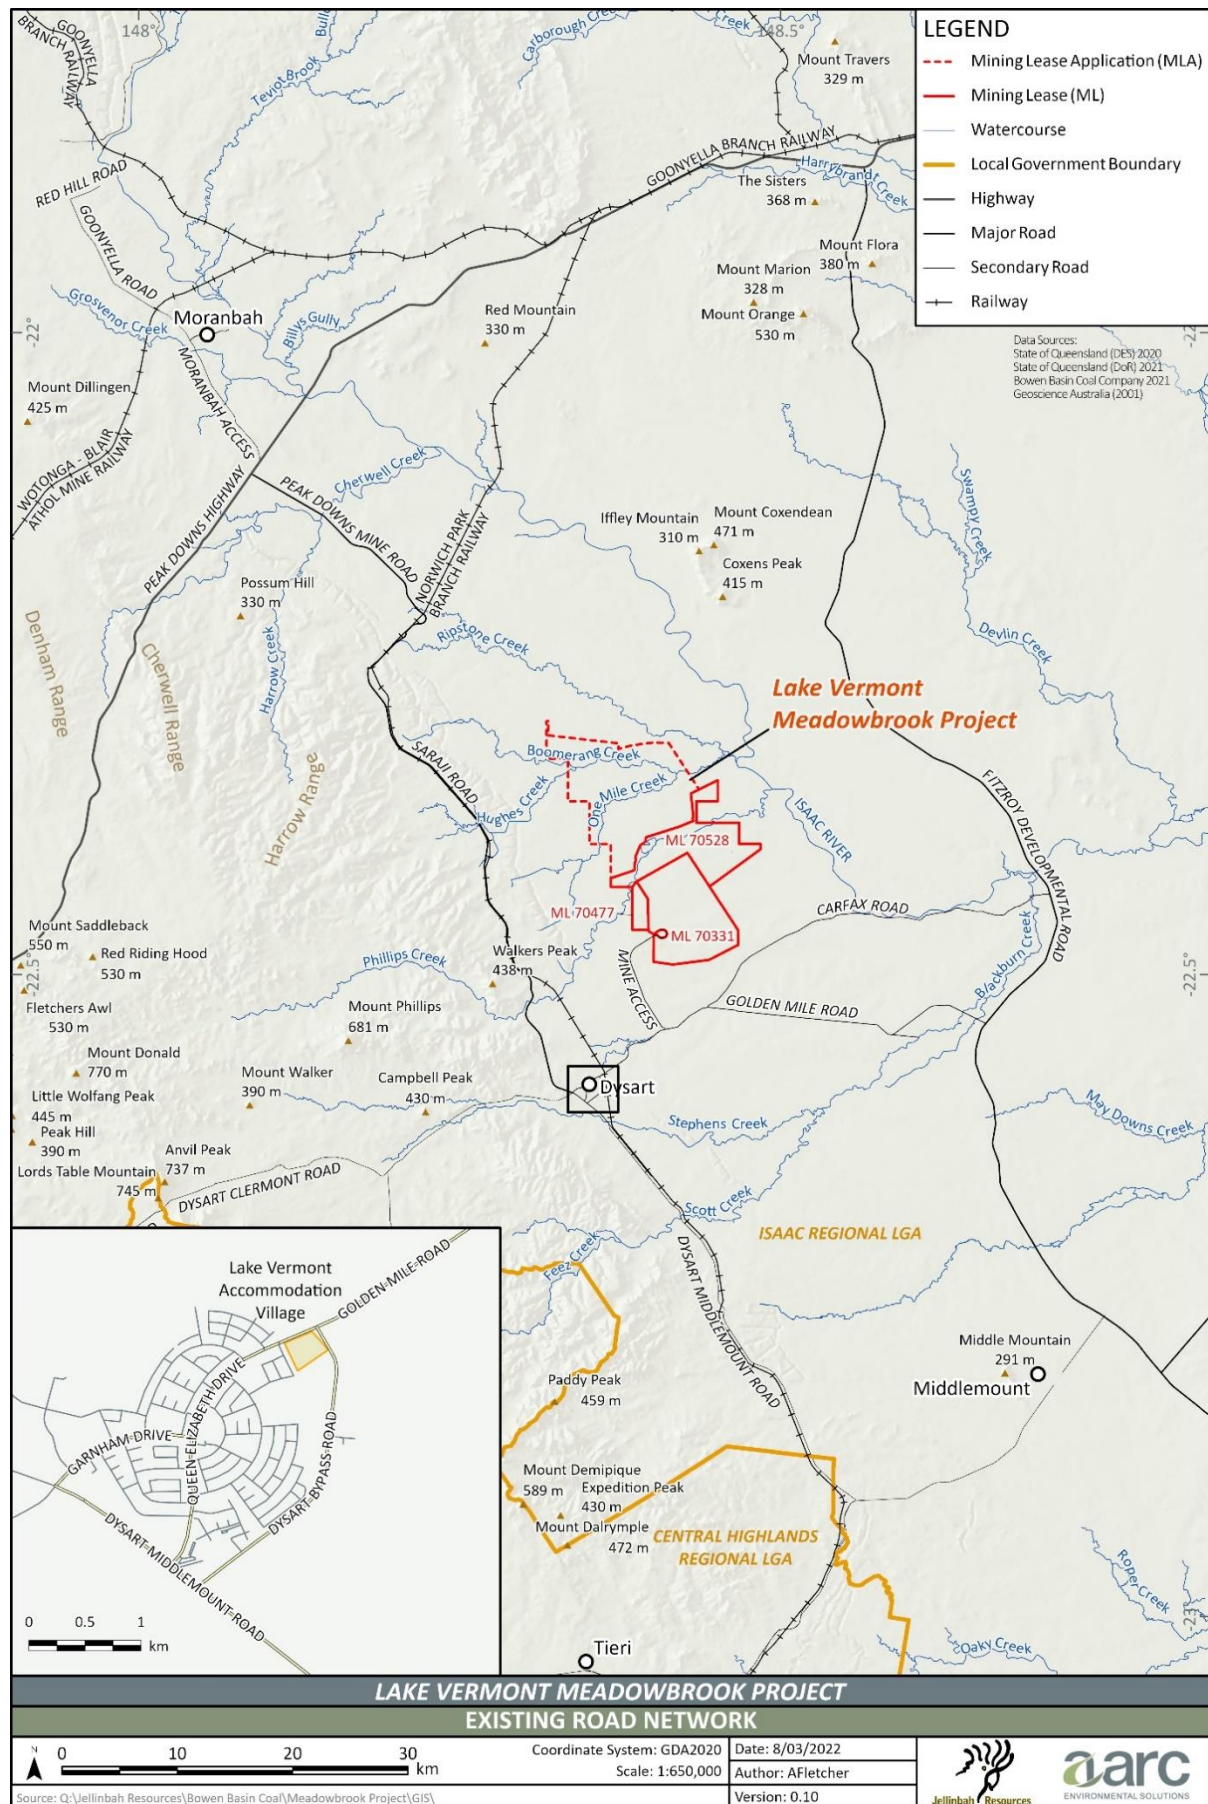 148°
148.5°
GOONYELLA
BRANCH RAILWAY
Teviot Brook
Carborough Creek
Creek
Mount Travers
329 m
LEGEND
Mining Lease Application (MLA)
Mining Lease (ML)
Watercourse
Local Government Boundary
Highway
Major Road
Secondary Road
Railway
Data Sources:
State of Queensland (DES) 2020
State of Queensland (DoR) 2021
Bowen Basin Coal Company 2021
Geoscience Australia (2001)
RED HILL ROAD
GOONYELLA BRANCH RAILWAY
Harrybrandt Creek
The Sisters
368 m
GOONYELLA ROAD
Mount Flora
380 m
Mount Marion
328 m
Mount Orange
530 m
Grosvenor Creek
Moranbah
Billys Gully
Red Mountain
330 m
-22°
MORANBAH ACCESS
Mount Dillingen
425 m
WOTONGA - BLAIR
ATHOL MINE RAILWAY
PEAK DOWNS HIGHWAY
PEAK DOWNS MINE ROAD
Cherwell Creek
NORWICH PARK
BRANCH RAILWAY
Iffley Mountain
310 m
Mount Coxendean
471 m
Coxens Peak
415 m
Swampy Creek
Devlin Creek
Possum Hill
330 m
Harrow Creek
Ripstone Creek
Denham Range
Cherwell Range
Harrow Range
Lake Vermont
Meadowbrook Project
SARAJI ROAD
Boomerang Creek
One Mile Creek
Hughes Creek
ISAAC RIVER
FITZROY DEVELOPMENTAL ROAD
ML 70528
ML 70477
ML 70331
CARFAX ROAD
MINE ACCESS
GOLDEN MILE ROAD
Blackburn Creek
Mount Saddleback
550 m
Red Riding Hood
530 m
-22.5°
-22.5°
Fletchers Awl
530 m
Phillips Creek
Walkers Peak
438 m
Mount Phillips
681 m
Mount Donald
770 m
Mount Walker
390 m
Campbell Peak
430 m
Dysart
Little Wolfang Peak
445 m
Peak Hill
390 m
Anvil Peak
737 m
Lords Table Mountain
745 m
DYSART CLERMONT ROAD
Stephens Creek
May Downs Creek
Scott Creek
Feez Creek
ISAAC REGIONAL LGA
DYSART MIDDLEMOUNT ROAD
Middle Mountain
291 m
Middlemount
Paddy Peak
459 m
Mount Demipique
589 m
Expedition Peak
430 m
Mount Dalrymple
472 m
CENTRAL HIGHLANDS
REGIONAL LGA
Roper Creek
Oaky Creek
-23°
Tieri
Lake Vermont
Accommodation
Village
GOLDEN MILE ROAD
QUEEN ELIZABETH DRIVE
GARNHAM DRIVE
DYSART BYPASS ROAD
DYSART MIDDLEMOUNT ROAD
0 0.5 1
km
LAKE VERMONT MEADOWBROOK PROJECT
EXISTING ROAD NETWORK
N
0 10 20 30
km
Coordinate System: GDA2020
Scale: 1:650,000
Date: 8/03/2022
Author: AFletcher
Version: 0.10
Source: Q:\Jellinbah Resources\Bowen Basin Coal\Meadowbrook Project\GIS\
Jellinbah Resources
aarc
ENVIRONMENTAL SOLUTIONS